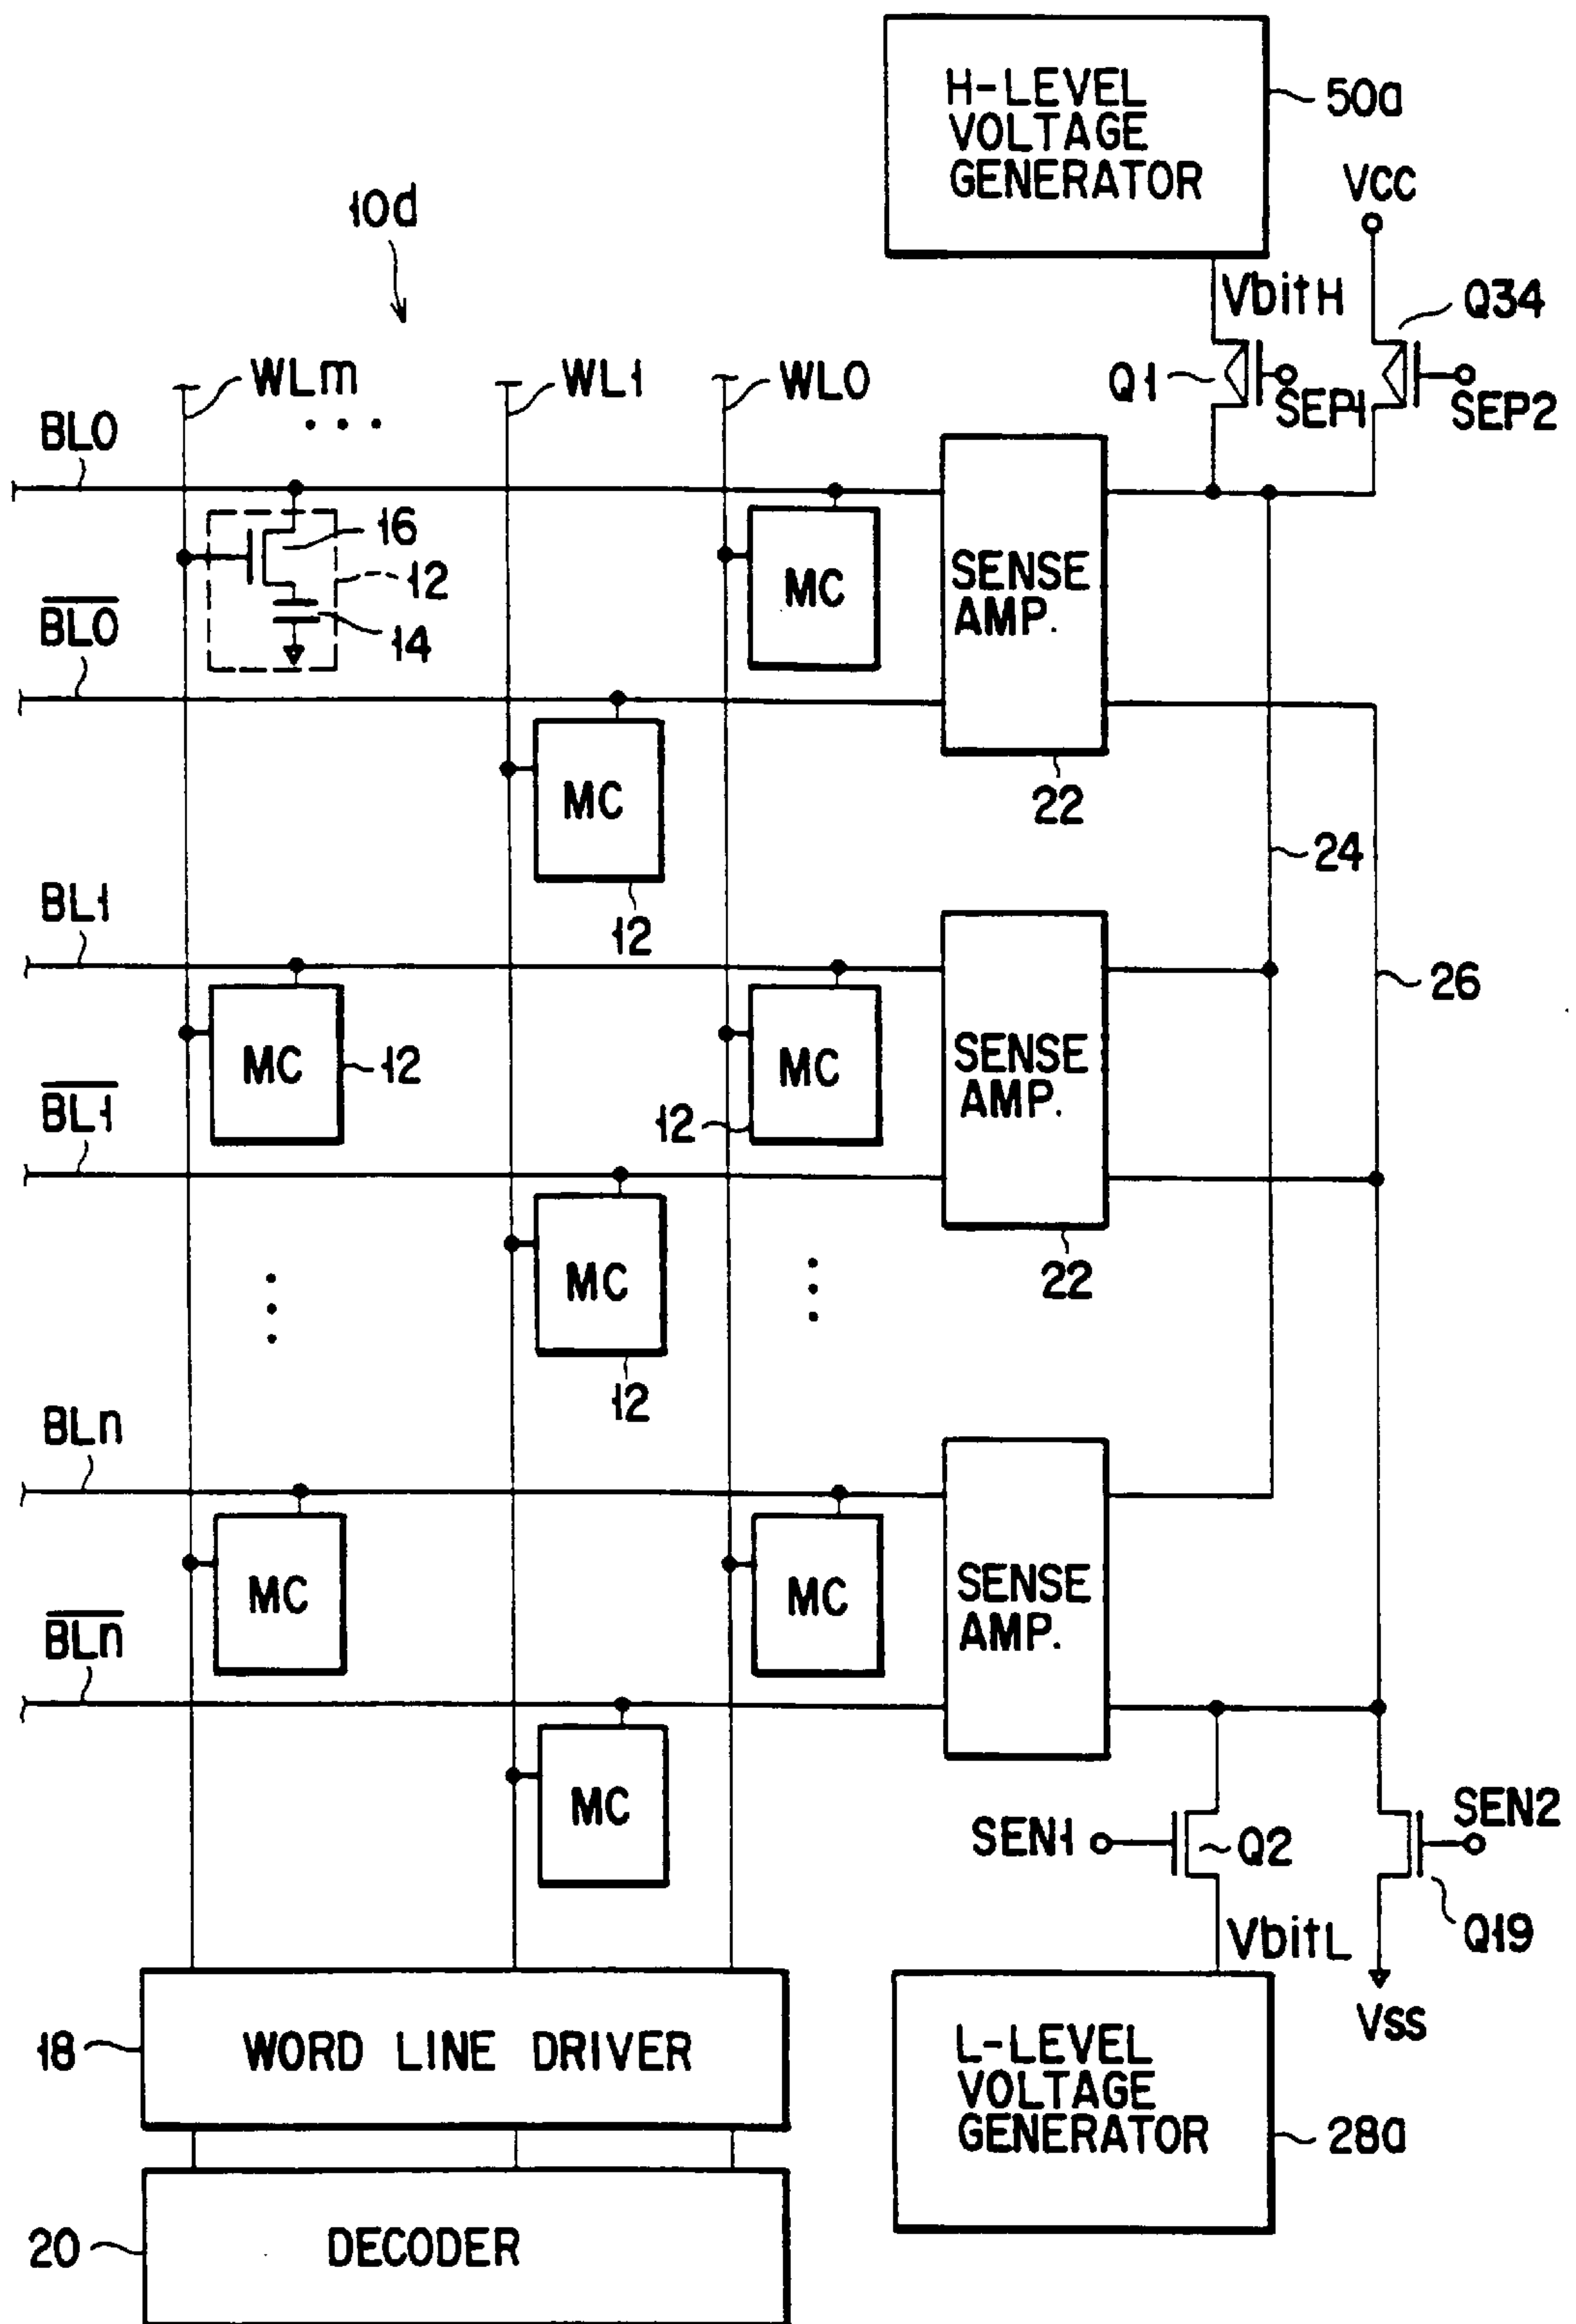 H-LEVEL
VOLTAGE
GENERATOR
50a
VCC
10d
VbitH
Q34
Q1
SEP1
SEP2
WLm
. . .
WL1
WL0
BL0
16
12
14
MC
SENSE
AMP.
B̅L̅0̅
MC
12
22
24
BL1
26
MC
12
MC
12
SENSE
AMP.
B̅L̅1̅
MC
12
22
BLn
MC
MC
SENSE
AMP.
B̅L̅n̅
MC
SEN1
Q2
SEN2
Q19
VbitL
VSS
18
WORD LINE DRIVER
L-LEVEL
VOLTAGE
GENERATOR
28a
20
DECODER